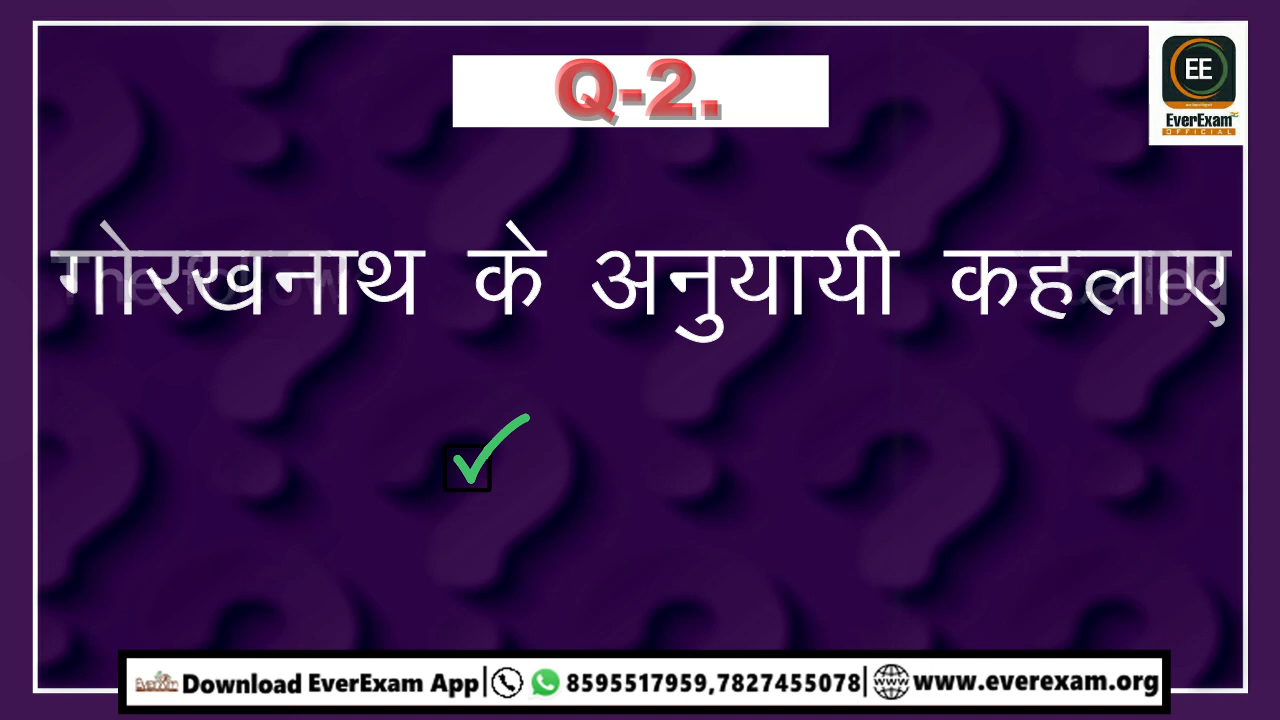 Q-2.
EE
EverExam
OFFICIAL
गोरखनाथ के अनुयायी कहलाए
Download EverExam App 8595517959,7827455078 www.everexam.org